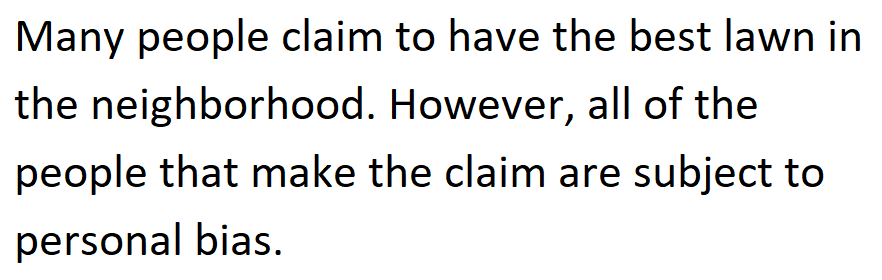 Many people claim to have the best lawn in
the neighborhood. However, all of the
people that make the claim are subject to
personal bias.